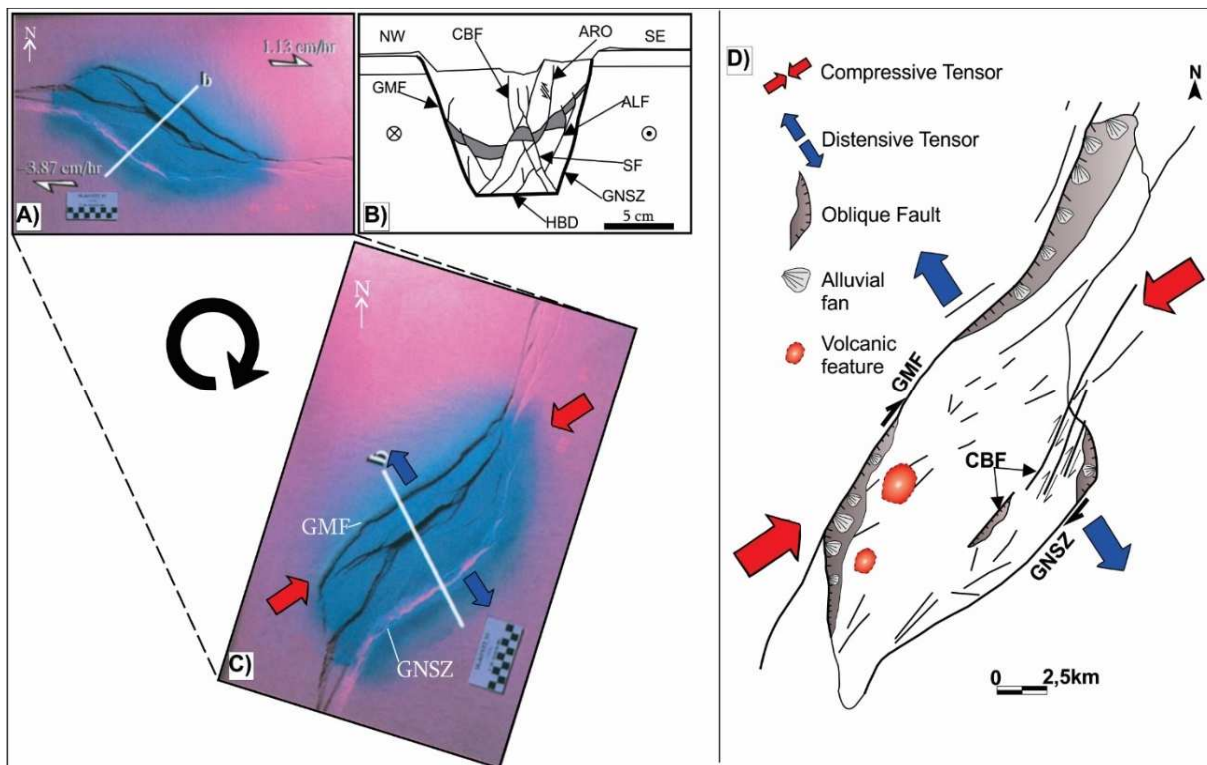 N
1.13 cm/hr
b
3.87 cm/hr
A)
NW
CBF
ARO
SE
GMF
ALF
SF
GNSZ
HBD
B)
5 cm
N
b
GMF
GNSZ
C)
D)
Compressive Tensor
Distensive Tensor
Oblique Fault
Alluvial
fan
Volcanic
feature
N
GMF
CBF
GNSZ
0 2,5km